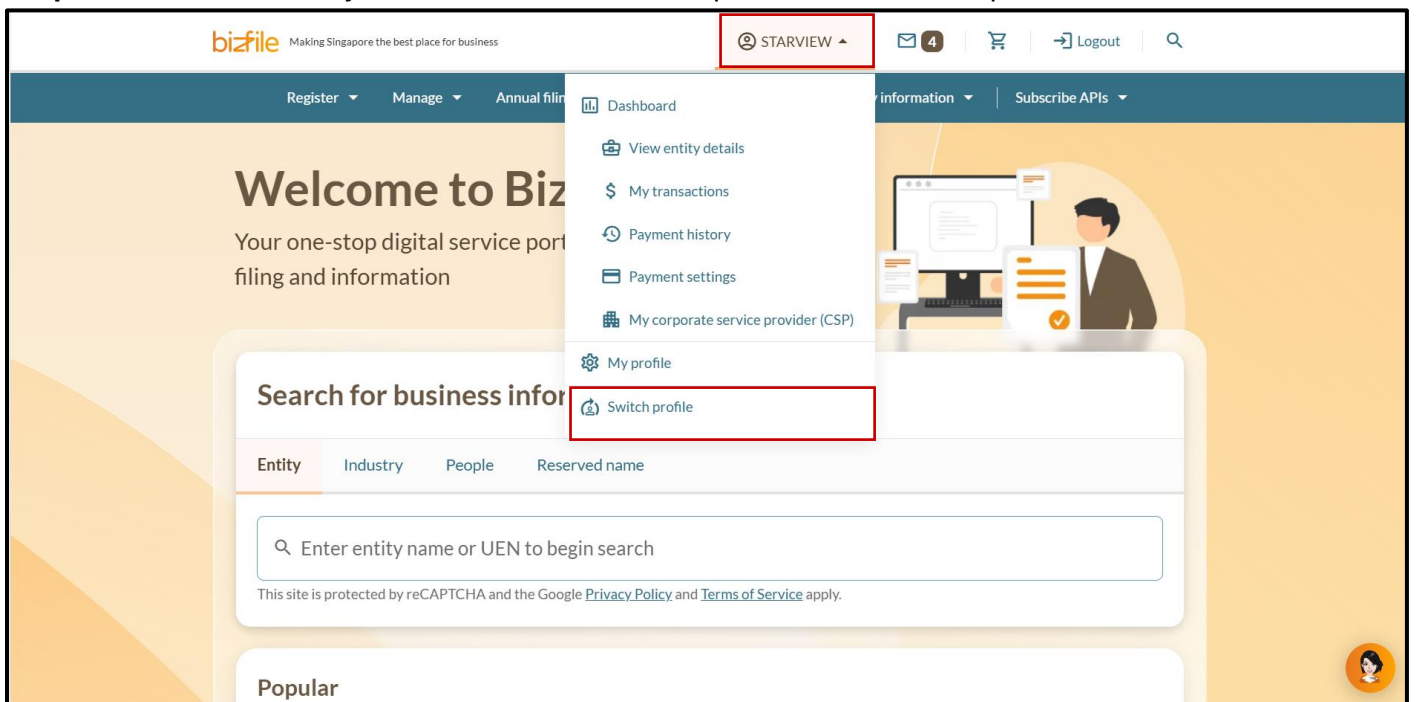 bizfile Making Singapore the best place for business STARVIEW 4 Logout
Register Manage Annual filin information Subscribe APIs
Dashboard
View entity details
My transactions
Payment history
Payment settings
My corporate service provider (CSP)
My profile
Switch profile
Welcome to Biz
Your one-stop digital service port
filing and information
Search for business infor
Entity Industry People Reserved name
Enter entity name or UEN to begin search
This site is protected by reCAPTCHA and the Google Privacy Policy and Terms of Service apply.
Popular